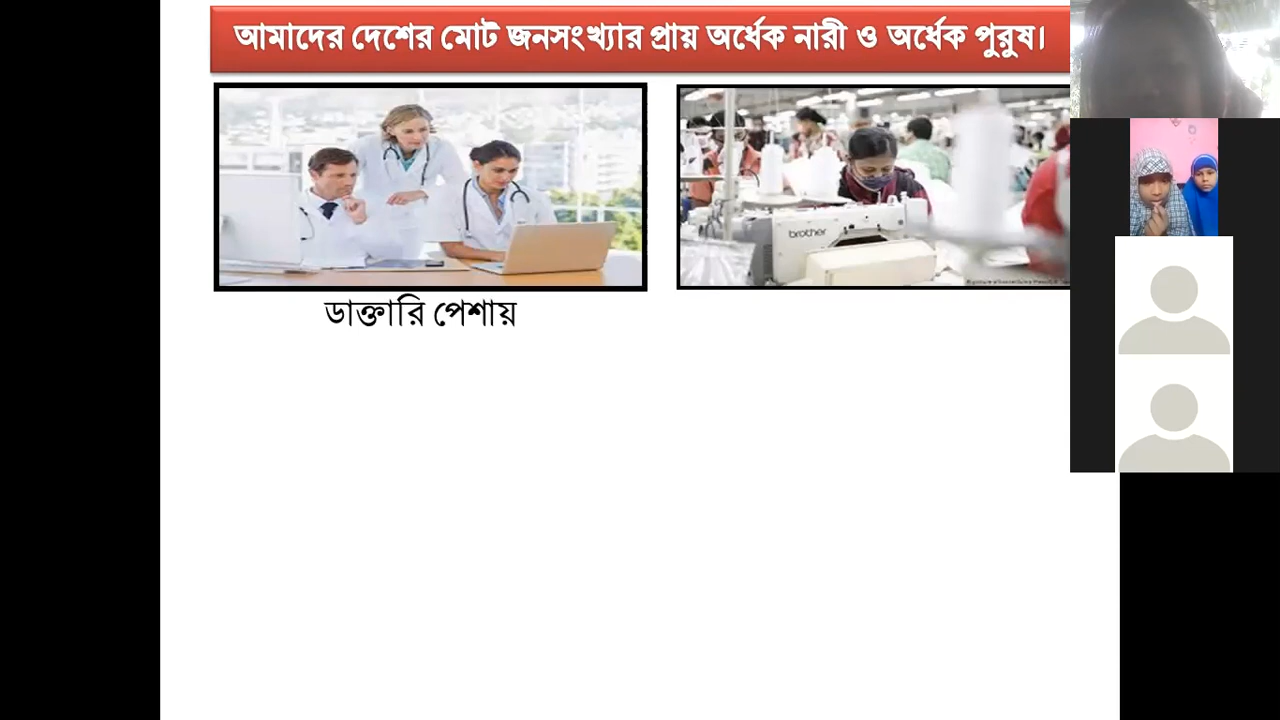 আমাদের দেশের মোট জনসংখ্যার প্রায় অর্ধেক নারী ও অর্ধেক পুরুষ।
brother
ডাক্তারি পেশায়